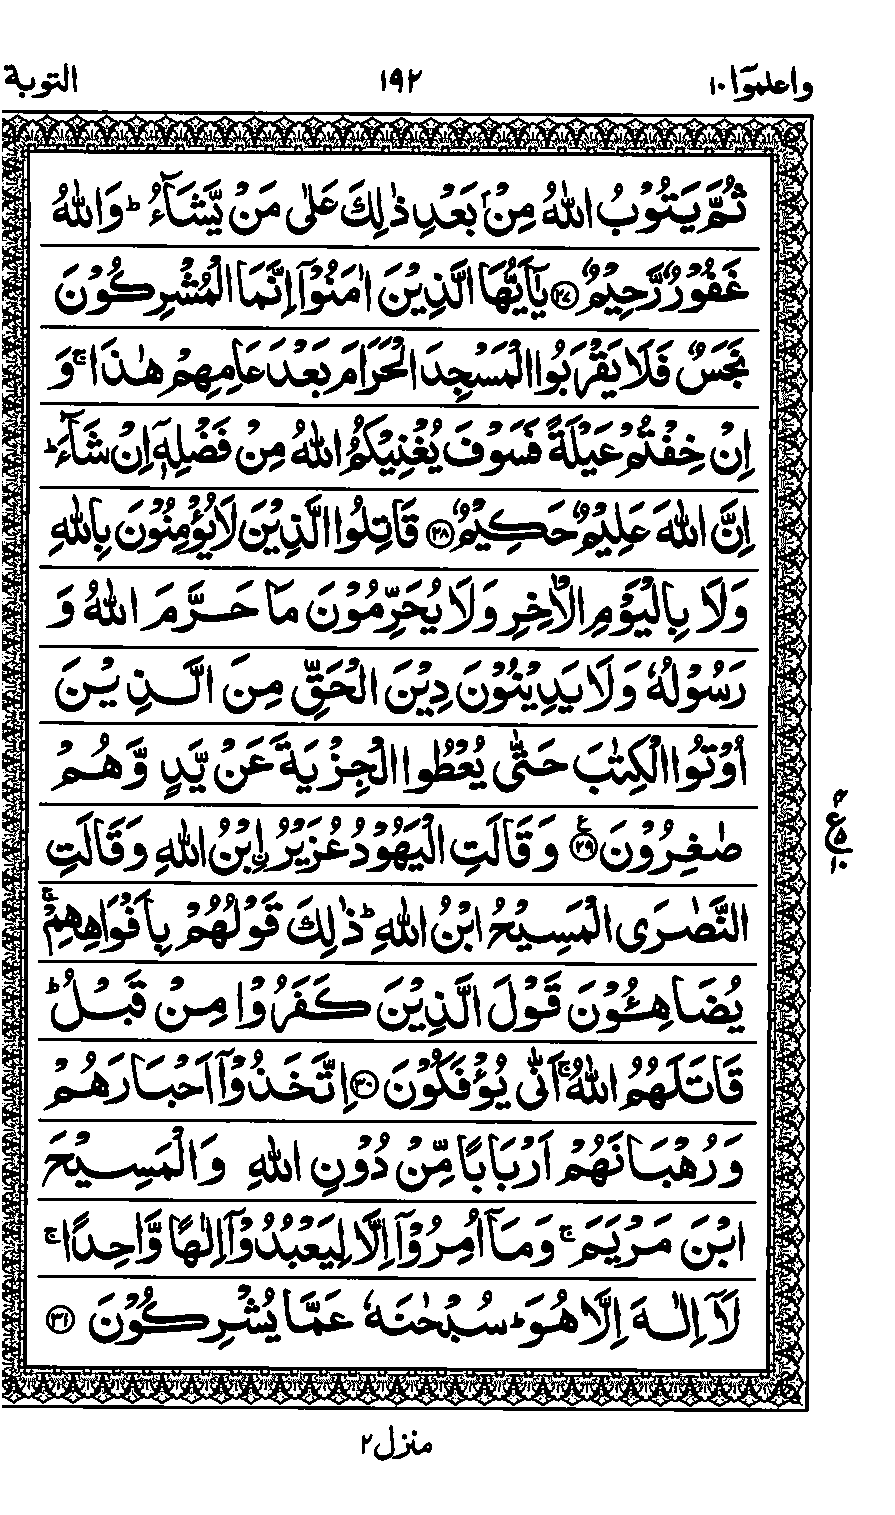 واعلموا ١٠ ١٩٢ التوبة
ثُمَّ يَتُوْبُ اللّٰهُ مِنْۢ بَعْدِ ذٰلِكَ عَلٰى مَنْ يَّشَآءُ ؕ وَاللّٰهُ
غَفُوْرٌ رَّحِيْمٌ ﴿٢٧﴾ يٰۤاَيُّهَا الَّذِيْنَ اٰمَنُوْۤا اِنَّمَا الْمُشْرِكُوْنَ
نَجَسٌ فَلَا يَقْرَبُوا الْمَسْجِدَ الْحَرَامَ بَعْدَ عَامِهِمْ هٰذَا ۚ وَ
اِنْ خِفْتُمْ عَيْلَةً فَسَوْفَ يُغْنِيْكُمُ اللّٰهُ مِنْ فَضْلِهٖۤ اِنْ شَآءَ ؕ
اِنَّ اللّٰهَ عَلِيْمٌ حَكِيْمٌ ﴿٢٨﴾ قَاتِلُوا الَّذِيْنَ لَا يُؤْمِنُوْنَ بِاللّٰهِ
وَلَا بِالْيَوْمِ الْاٰخِرِ وَلَا يُحَرِّمُوْنَ مَا حَرَّمَ اللّٰهُ وَ
رَسُوْلُهٗ وَلَا يَدِيْنُوْنَ دِيْنَ الْحَقِّ مِنَ الَّذِيْنَ
اُوْتُوا الْكِتٰبَ حَتّٰى يُعْطُوا الْجِزْيَةَ عَنْ يَّدٍ وَّهُمْ
صٰغِرُوْنَ ﴿٢٩﴾ ع وَقَالَتِ الْيَهُوْدُ عُزَيْرُ ِۨابْنُ اللّٰهِ وَقَالَتِ
٤ ع ٥ ١٠
النَّصٰرَى الْمَسِيْحُ ابْنُ اللّٰهِ ؕ ذٰلِكَ قَوْلُهُمْ بِاَفْوَاهِهِمْ ۚ
يُضَاهِـُٔوْنَ قَوْلَ الَّذِيْنَ كَفَرُوْا مِنْ قَبْلُ ؕ
قَاتَلَهُمُ اللّٰهُ ۚ اَنّٰى يُؤْفَكُوْنَ ﴿٣٠﴾ اِتَّخَذُوْۤا اَحْبَارَهُمْ
وَرُهْبَانَهُمْ اَرْبَابًا مِّنْ دُوْنِ اللّٰهِ وَالْمَسِيْحَ
ابْنَ مَرْيَمَ ۚ وَمَاۤ اُمِرُوْۤا اِلَّا لِيَعْبُدُوْۤا اِلٰهًا وَّاحِدًا ۚ
لَاۤ اِلٰهَ اِلَّا هُوَ ؕ سُبْحٰنَهٗ عَمَّا يُشْرِكُوْنَ ﴿٣١﴾
منزل ٢